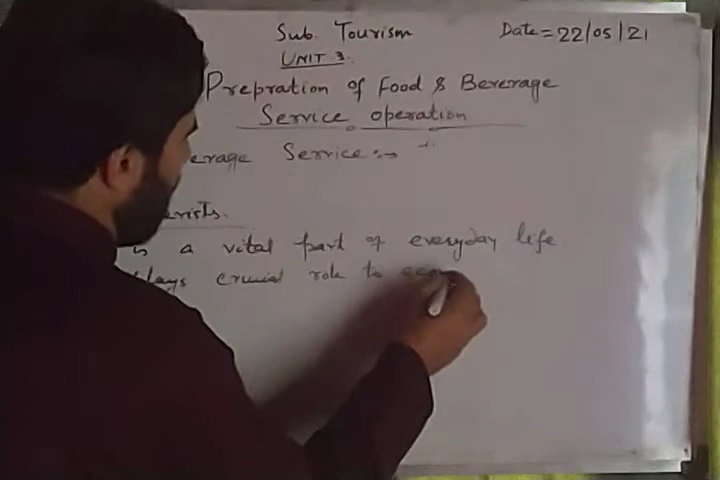 Sub. Tourism
Date = 22/05/21
UNIT 3.
Prepration of Food & Beverage
Service operation
erage Service :→
a vital part of everyday life
crucial role to